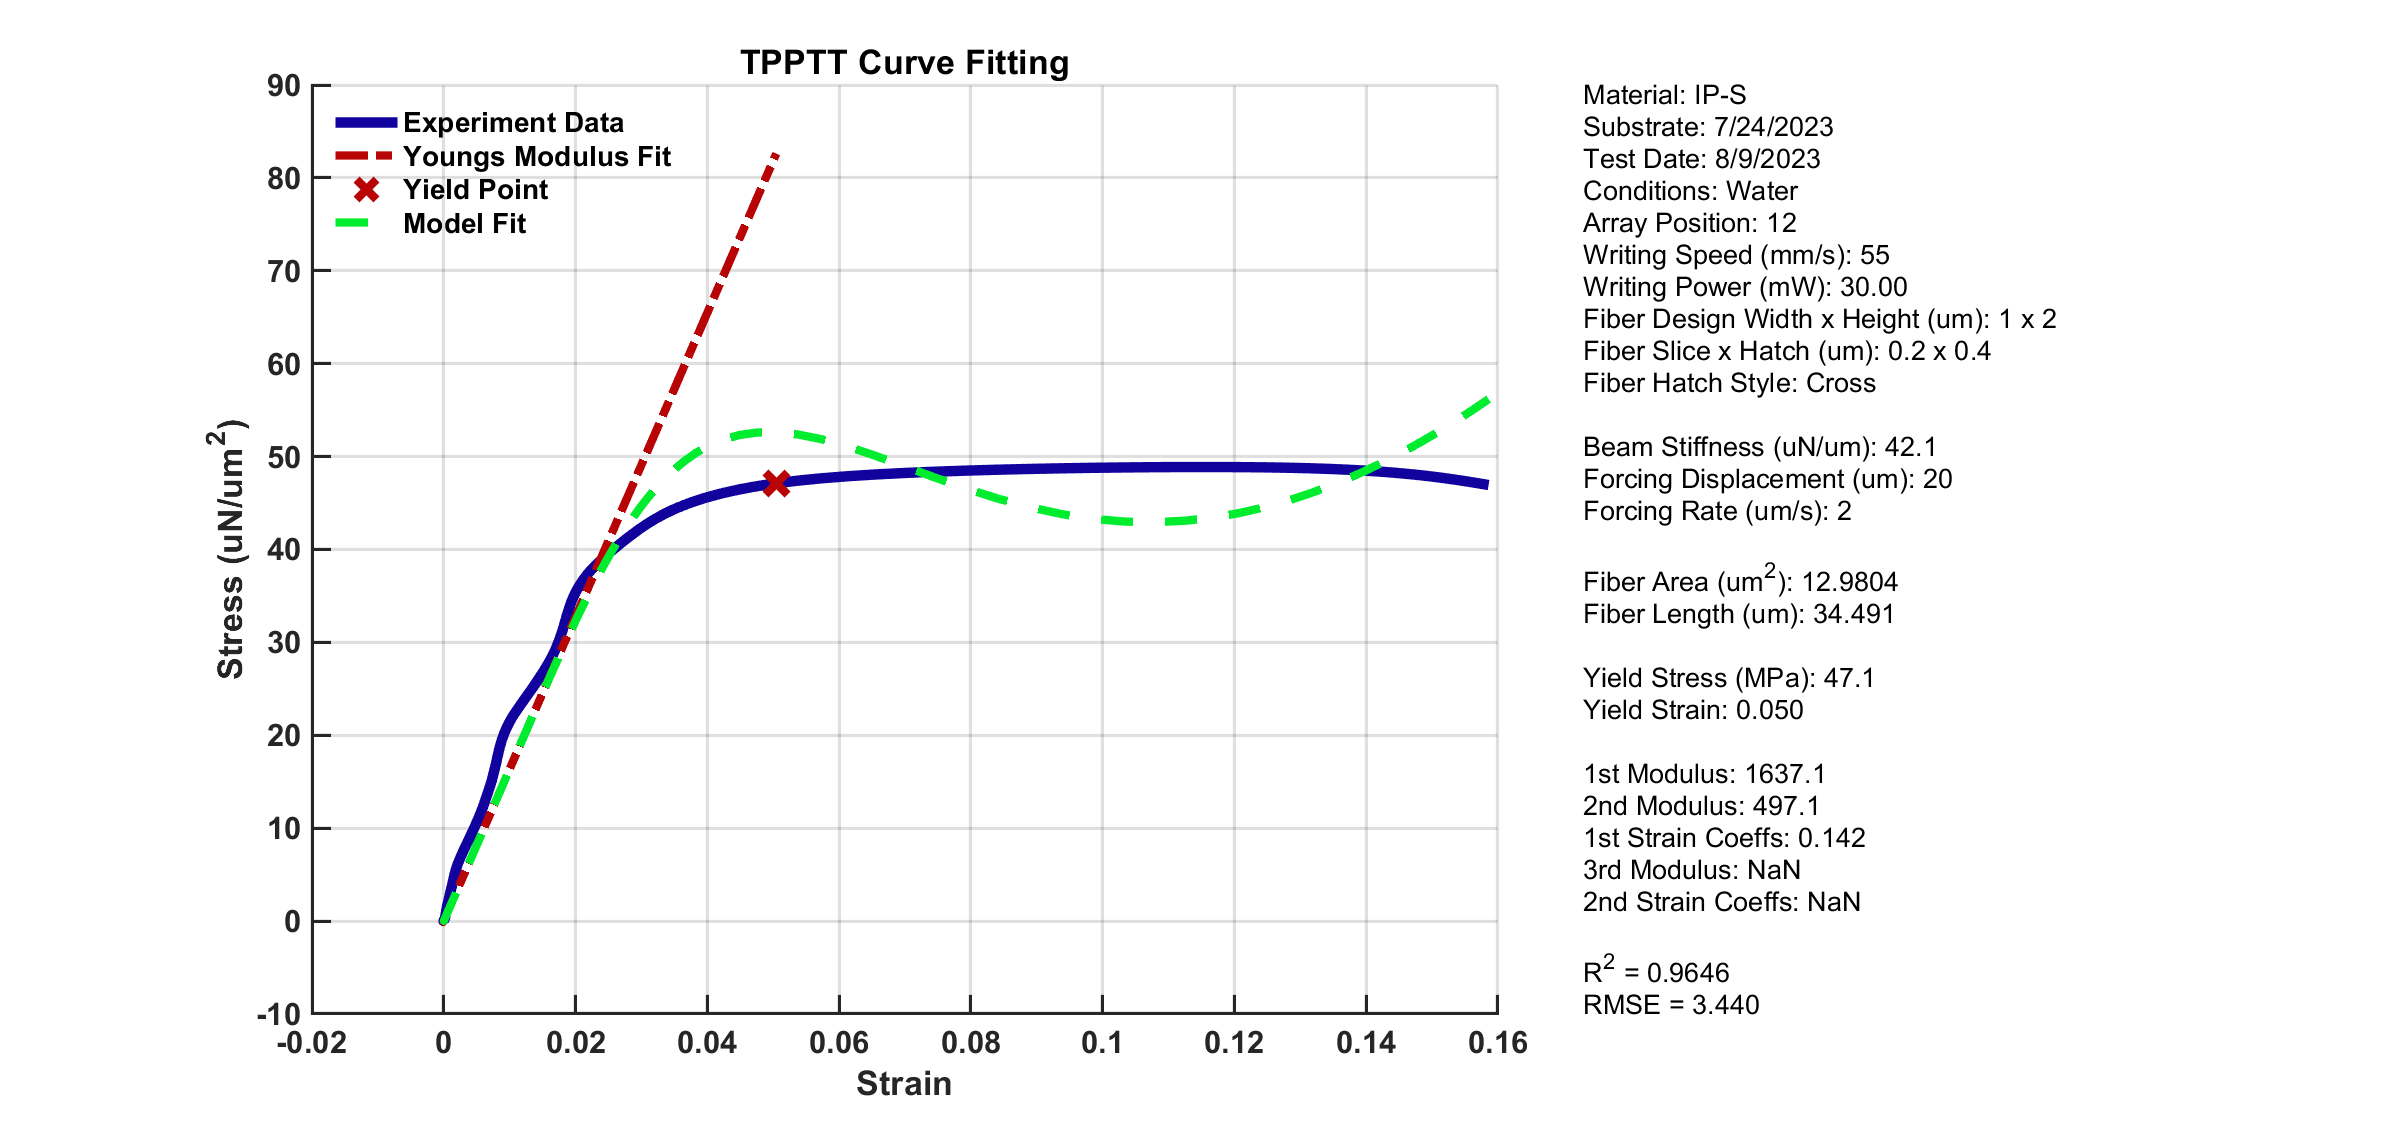 TPPTT Curve Fitting
90
80
70
60
50
40
30
20
10
0
-10
Stress (uN/um²)
Experiment Data
Youngs Modulus Fit
Yield Point
Model Fit
-0.02 0 0.02 0.04 0.06 0.08 0.1 0.12 0.14 0.16
Strain
Material: IP-S
Substrate: 7/24/2023
Test Date: 8/9/2023
Conditions: Water
Array Position: 12
Writing Speed (mm/s): 55
Writing Power (mW): 30.00
Fiber Design Width x Height (um): 1 x 2
Fiber Slice x Hatch (um): 0.2 x 0.4
Fiber Hatch Style: Cross
Beam Stiffness (uN/um): 42.1
Forcing Displacement (um): 20
Forcing Rate (um/s): 2
Fiber Area (um²): 12.9804
Fiber Length (um): 34.491
Yield Stress (MPa): 47.1
Yield Strain: 0.050
1st Modulus: 1637.1
2nd Modulus: 497.1
1st Strain Coeffs: 0.142
3rd Modulus: NaN
2nd Strain Coeffs: NaN
R² = 0.9646
RMSE = 3.440